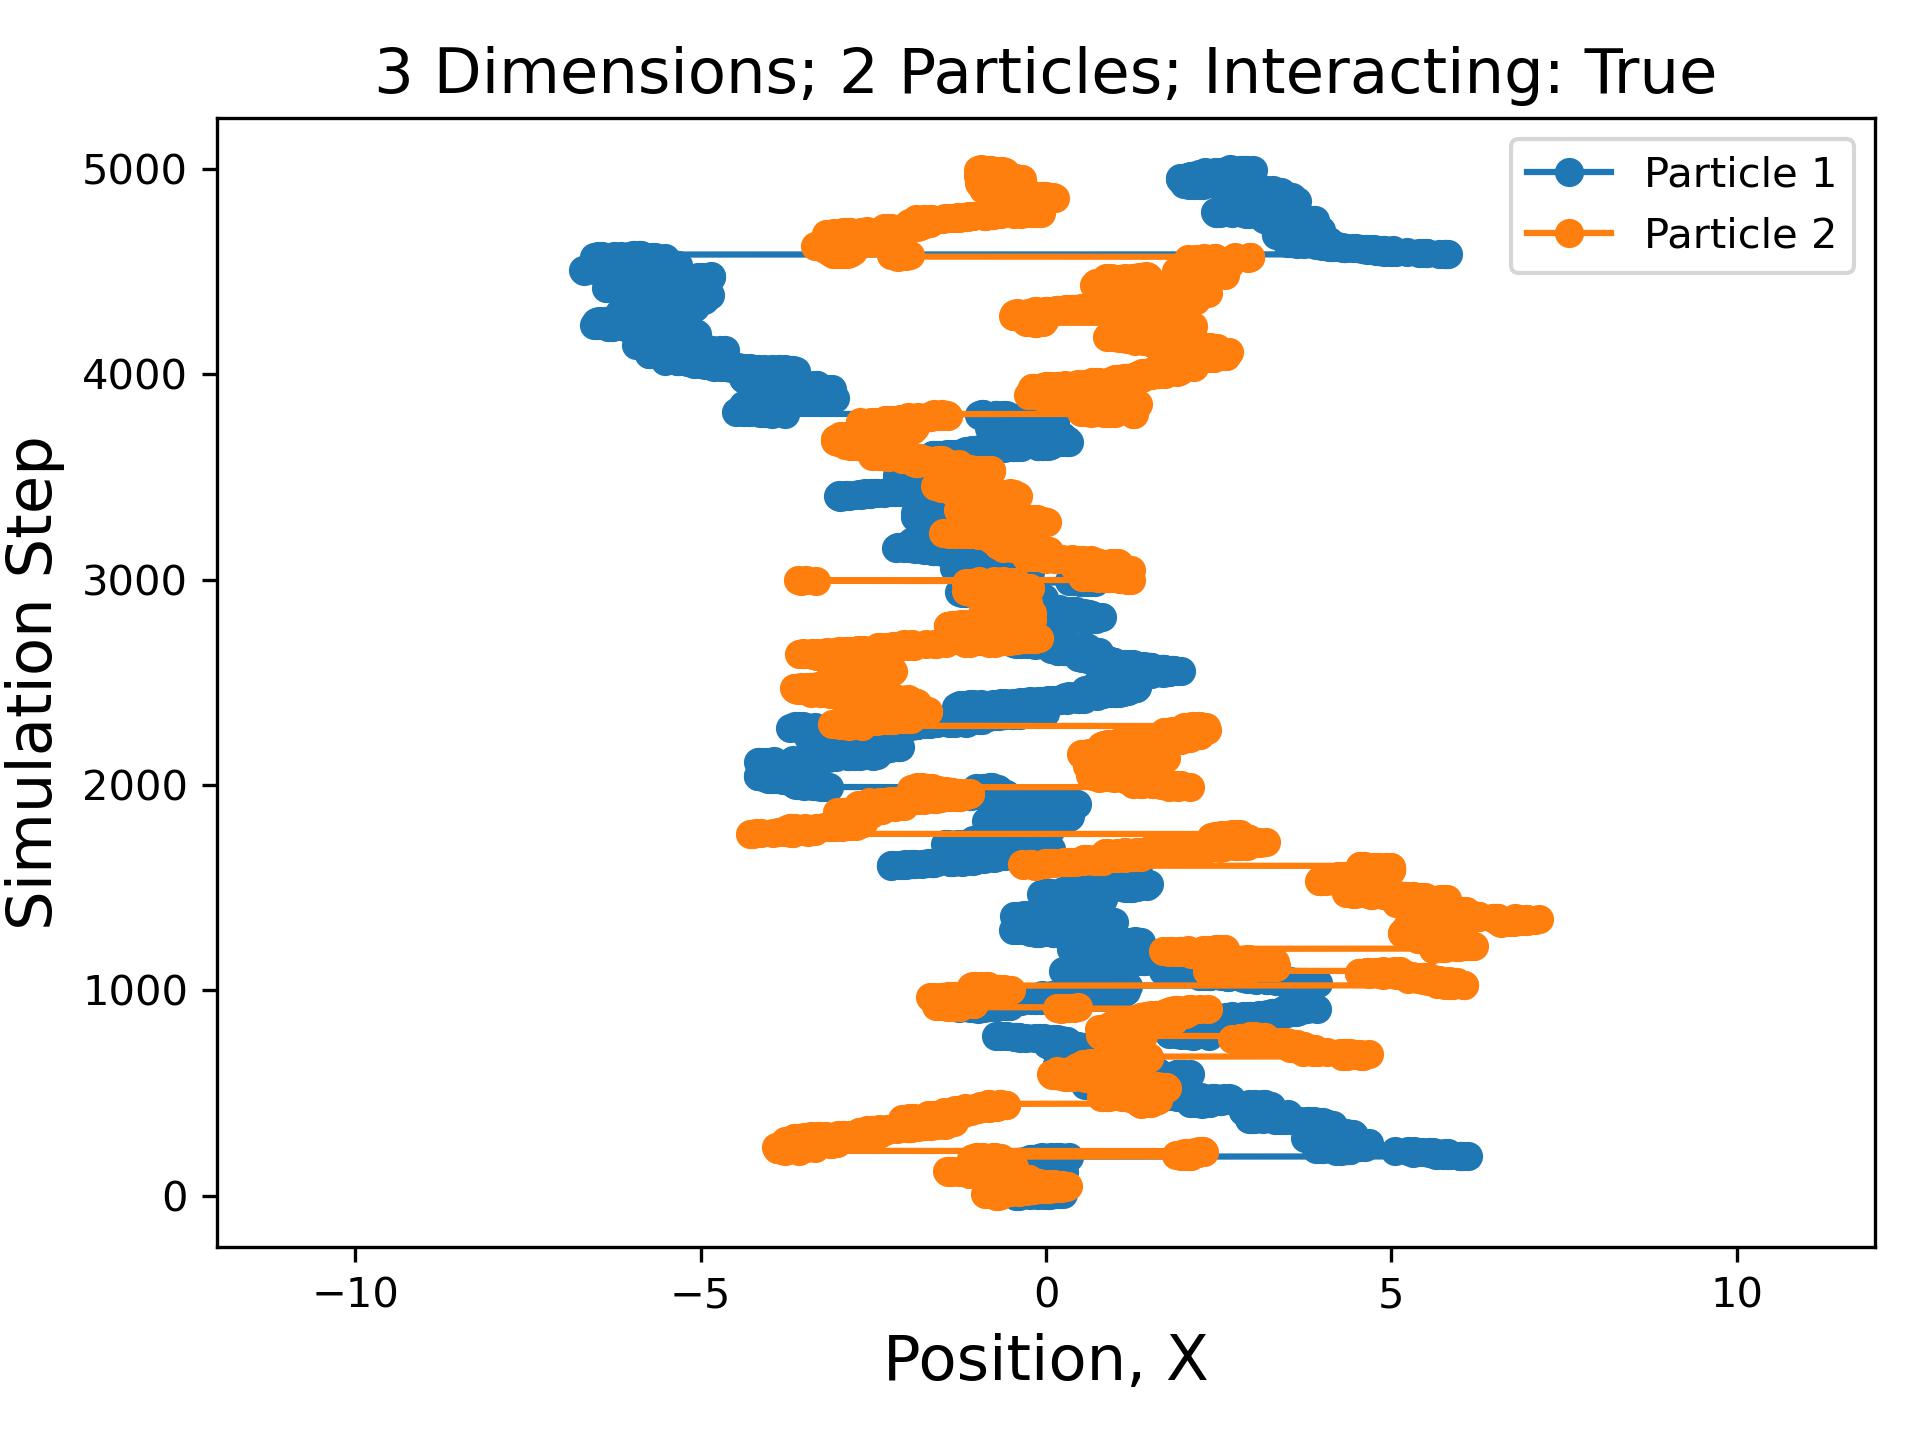 3 Dimensions; 2 Particles; Interacting: True
Particle 1
Particle 2
Simulation Step
5000
4000
3000
2000
1000
0
−10
−5
0
5
10
Position, X